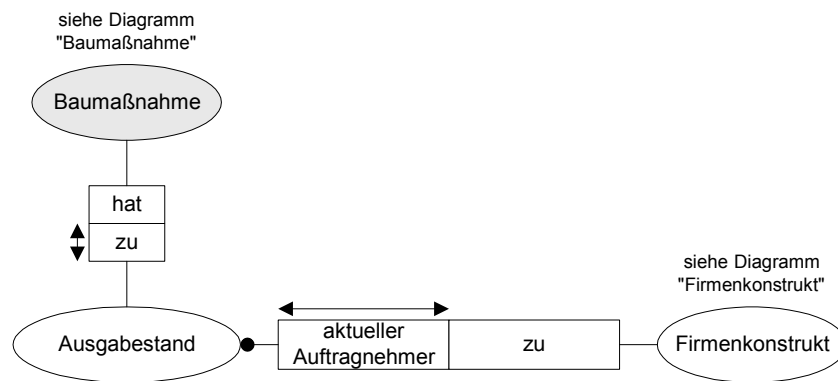 siehe Diagramm
"Baumaßnahme"
Baumaßnahme
hat
zu
siehe Diagramm
"Firmenkonstrukt"
Ausgabestand
aktueller
Auftragnehmer
zu
Firmenkonstrukt